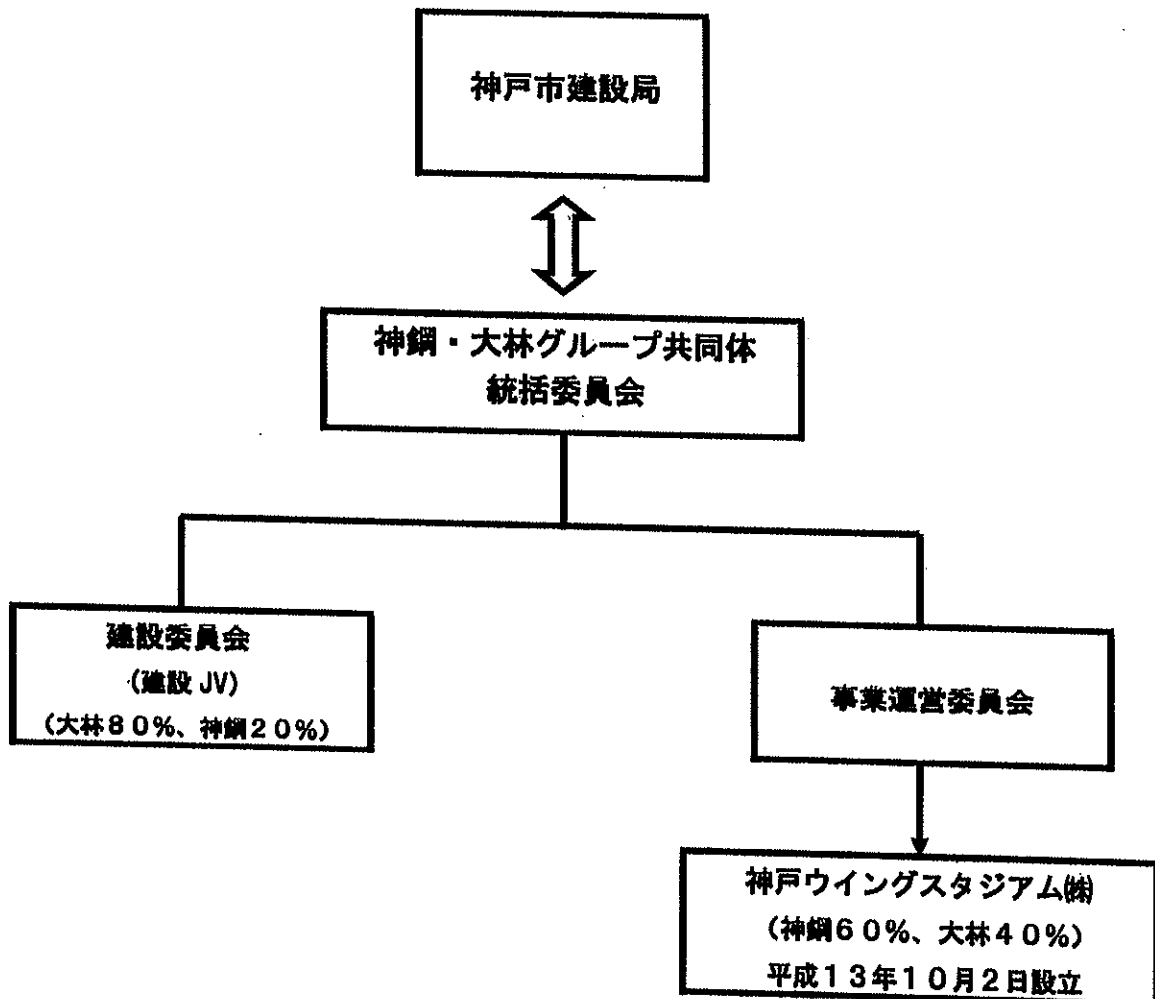 神戸市建設局
神鋼・大林グループ共同体
統括委員会
建設委員会
(建設 JV)
(大林80%、神鋼20%)
事業運営委員会
神戸ウイングスタジアム㈱
(神鋼60%、大林40%)
平成13年10月2日設立